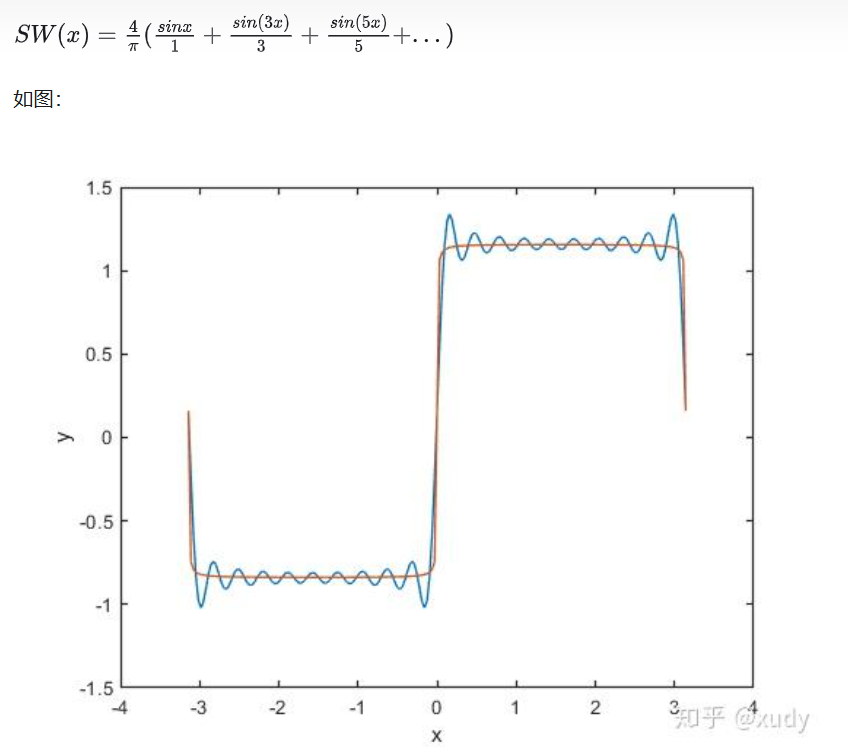 SW(x) = 4/π ( sinx/1 + sin(3x)/3 + sin(5x)/5 +...)
如图:
1.5
1
0.5
0
-0.5
-1
-1.5
y
-4 -3 -2 -1 0 1 2 3 4
x
知乎 @xudy